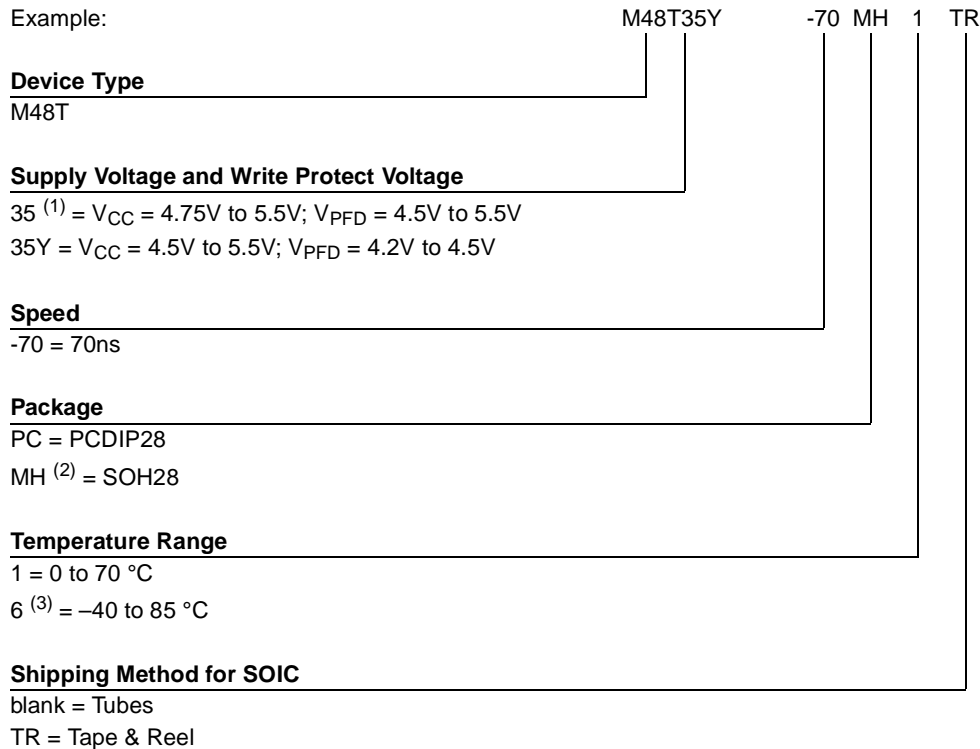 Example: M48T35Y -70 MH 1 TR
Device Type
M48T
Supply Voltage and Write Protect Voltage
35 (1) = VCC = 4.75V to 5.5V; VPFD = 4.5V to 5.5V
35Y = VCC = 4.5V to 5.5V; VPFD = 4.2V to 4.5V
Speed
-70 = 70ns
Package
PC = PCDIP28
MH (2) = SOH28
Temperature Range
1 = 0 to 70 °C
6 (3) = –40 to 85 °C
Shipping Method for SOIC
blank = Tubes
TR = Tape & Reel